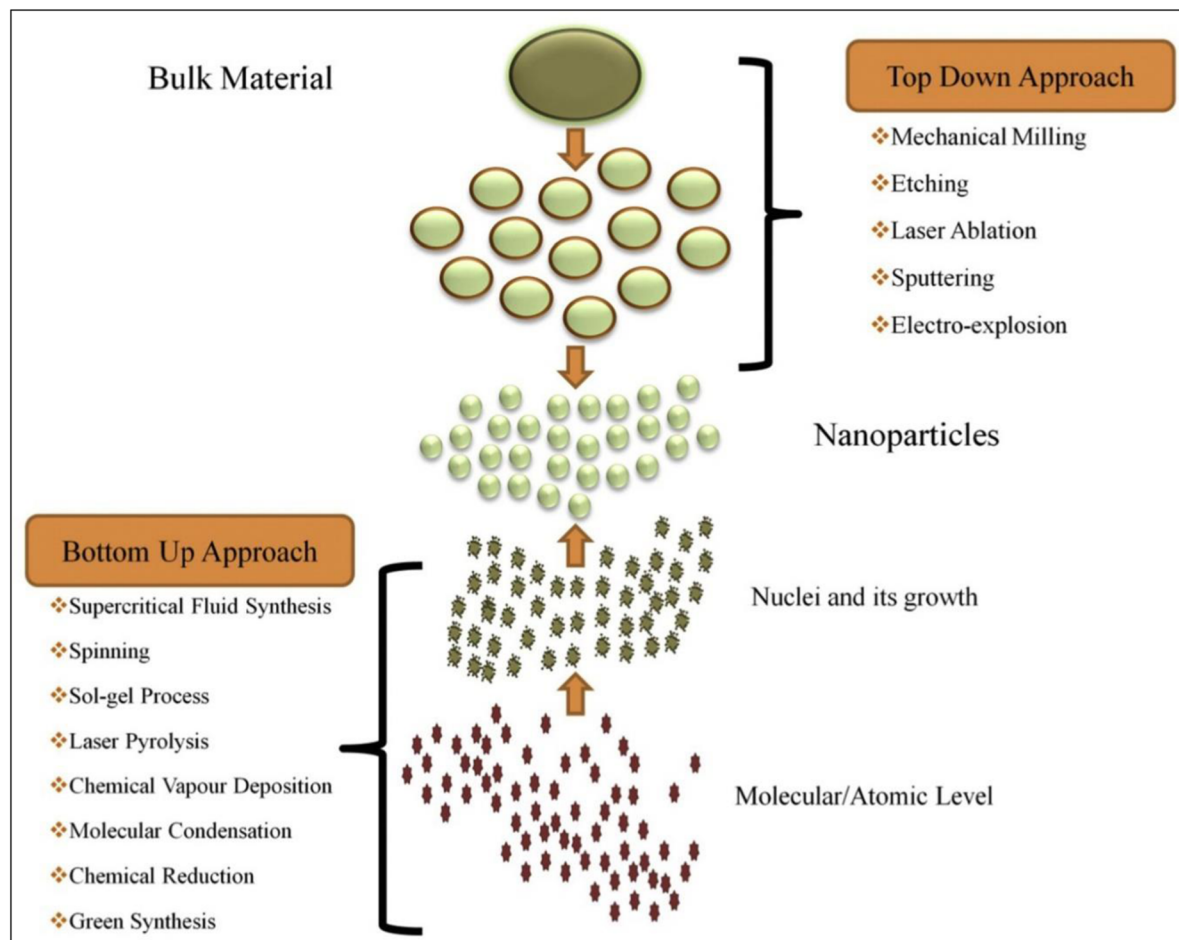 Bulk Material
Top Down Approach
❖Mechanical Milling
❖Etching
❖Laser Ablation
❖Sputtering
❖Electro-explosion
Nanoparticles
Bottom Up Approach
❖Supercritical Fluid Synthesis
❖Spinning
❖Sol-gel Process
❖Laser Pyrolysis
❖Chemical Vapour Deposition
❖Molecular Condensation
❖Chemical Reduction
❖Green Synthesis
Nuclei and its growth
Molecular/Atomic Level